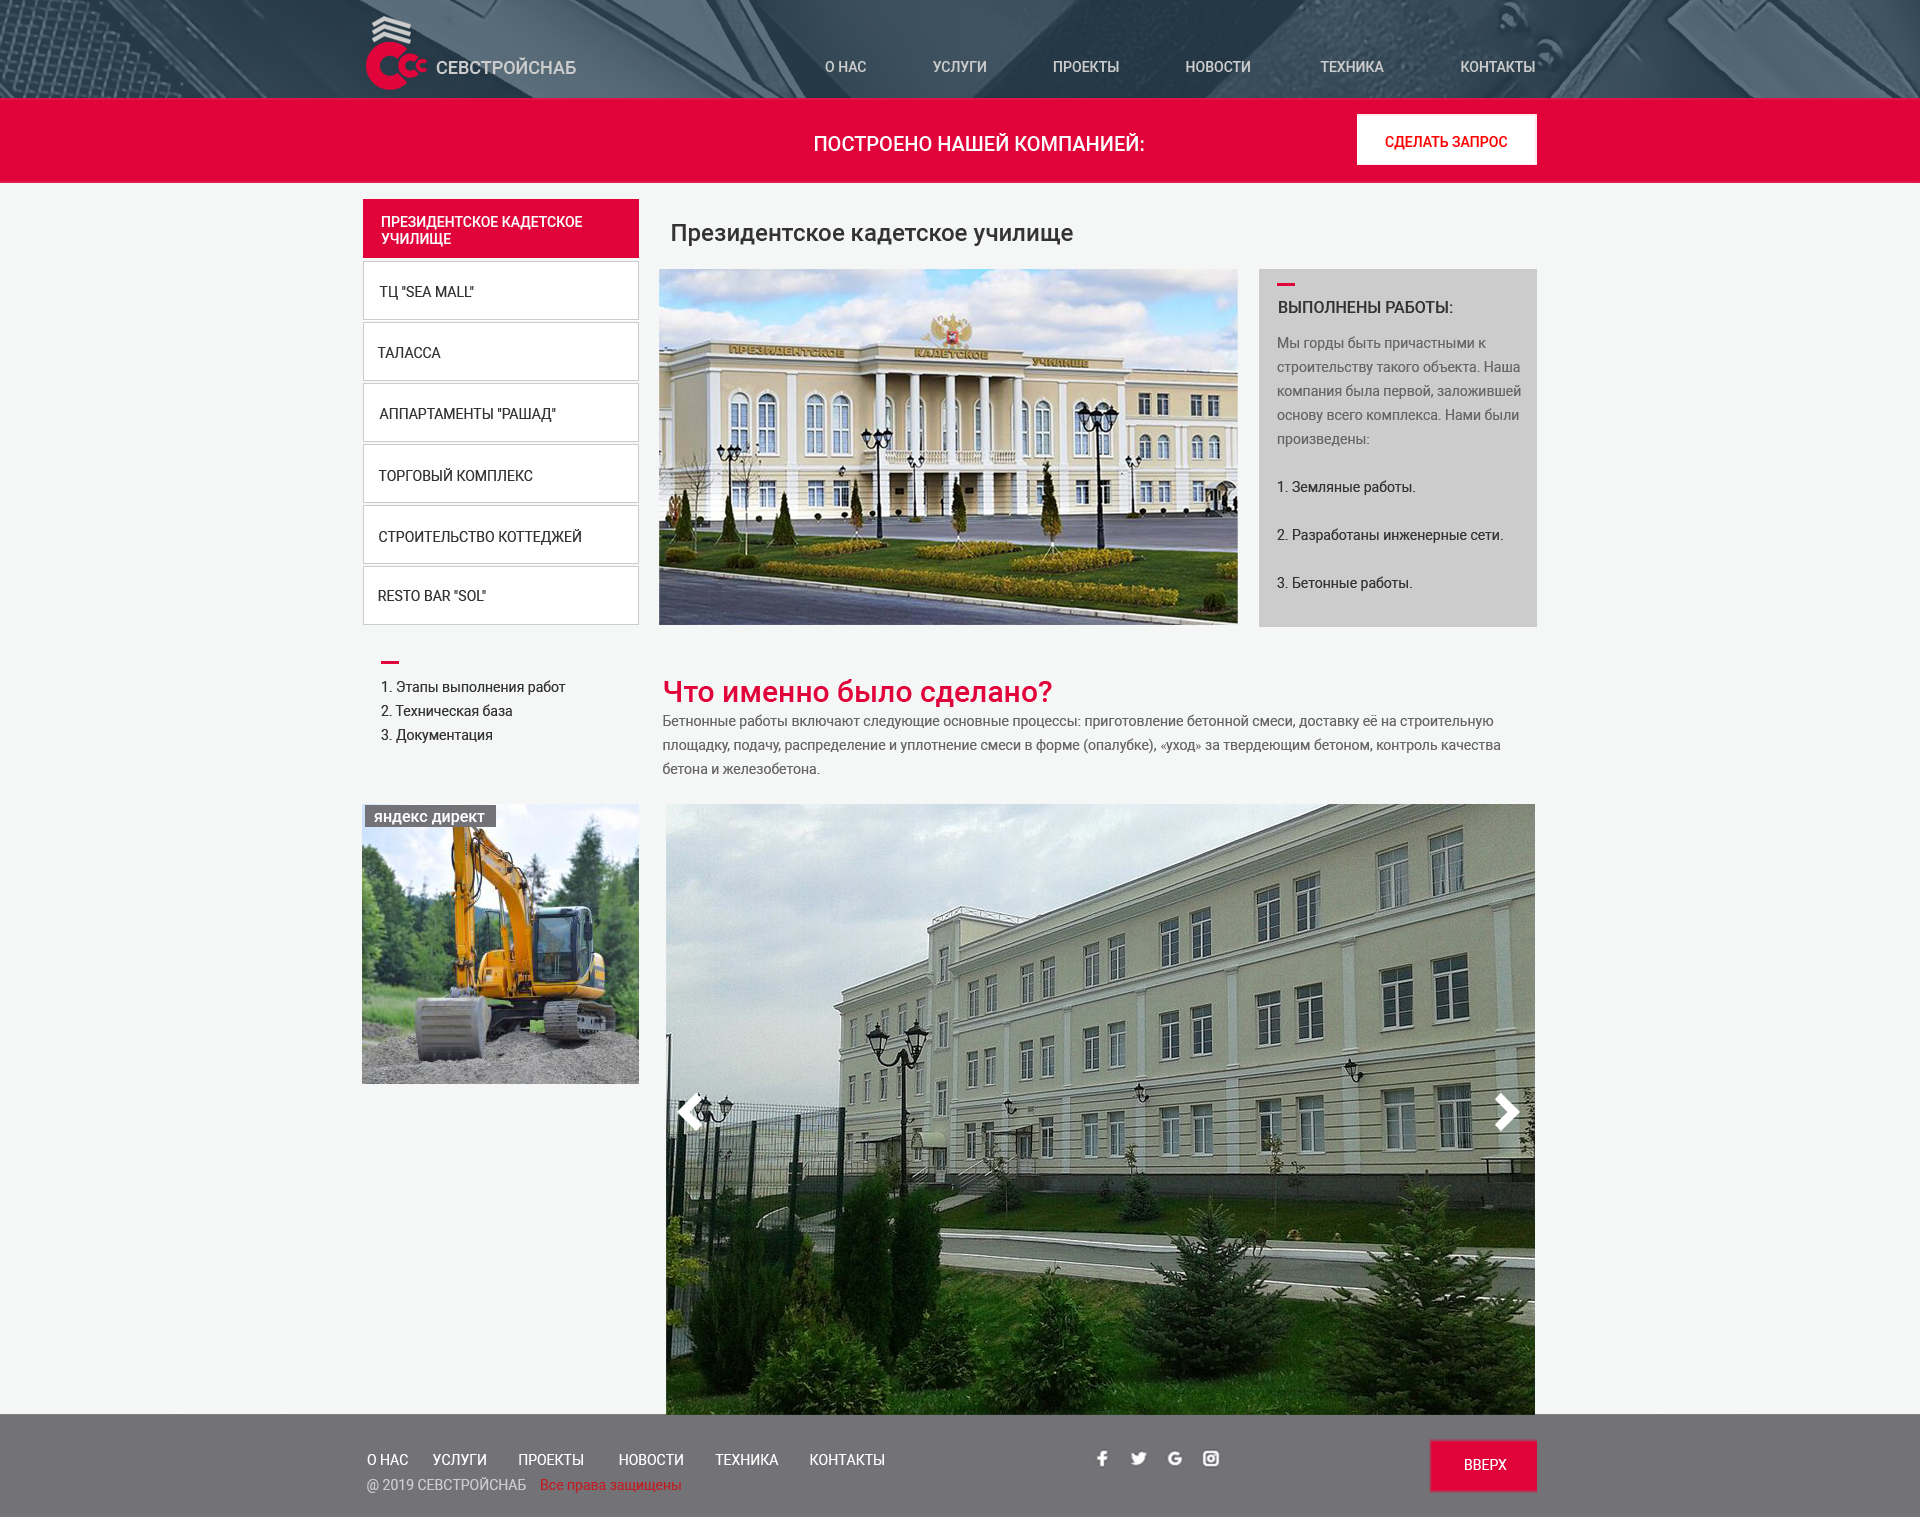 СЕВСТРОЙСНАБ
О НАС УСЛУГИ ПРОЕКТЫ НОВОСТИ ТЕХНИКА КОНТАКТЫ
ПОСТРОЕНО НАШЕЙ КОМПАНИЕЙ:
СДЕЛАТЬ ЗАПРОС
ПРЕЗИДЕНТСКОЕ КАДЕТСКОЕ
УЧИЛИЩЕ
ТЦ "SEA MALL"
ТАЛАССА
АППАРТАМЕНТЫ "РАШАД"
ТОРГОВЫЙ КОМПЛЕКС
СТРОИТЕЛЬСТВО КОТТЕДЖЕЙ
RESTO BAR "SOL"
1. Этапы выполнения работ
2. Техническая база
3. Документация
яндекс директ
Президентское кадетское училище
ПРЕЗИДЕНТСКОЕ КАДЕТСКОЕ УЧИЛИЩЕ
ВЫПОЛНЕНЫ РАБОТЫ:
Мы горды быть причастными к
строительству такого объекта. Наша
компания была первой, заложившей
основу всего комплекса. Нами были
произведены:
1. Земляные работы.
2. Разработаны инженерные сети.
3. Бетонные работы.
Что именно было сделано?
Бетнонные работы включают следующие основные процессы: приготовление бетонной смеси, доставку её на строительную
площадку, подачу, распределение и уплотнение смеси в форме (опалубке), «уход» за твердеющим бетоном, контроль качества
бетона и железобетона.
О НАС УСЛУГИ ПРОЕКТЫ НОВОСТИ ТЕХНИКА КОНТАКТЫ
@ 2019 СЕВСТРОЙСНАБ Все права защищены
ВВЕРХ